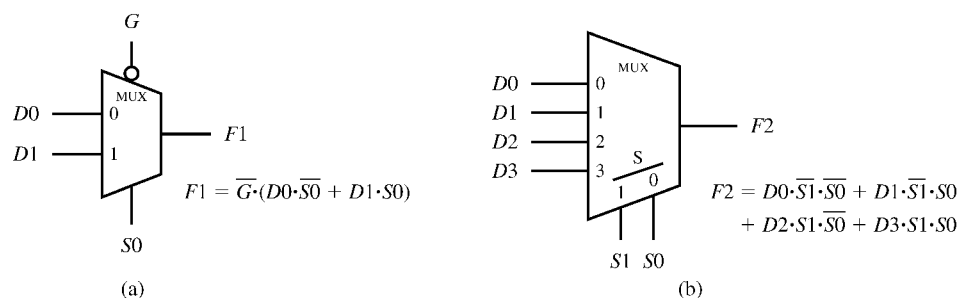 G
MUX
D0
0
D1
1
F1
S0
F1 = G̅·(D0·S̅0̅ + D1·S0)
(a)
MUX
D0
0
D1
1
D2
2
D3
3
S
1
0
F2
S1 S0
F2 = D0·S̅1̅·S̅0̅ + D1·S̅1̅·S0
+ D2·S1·S̅0̅ + D3·S1·S0
(b)